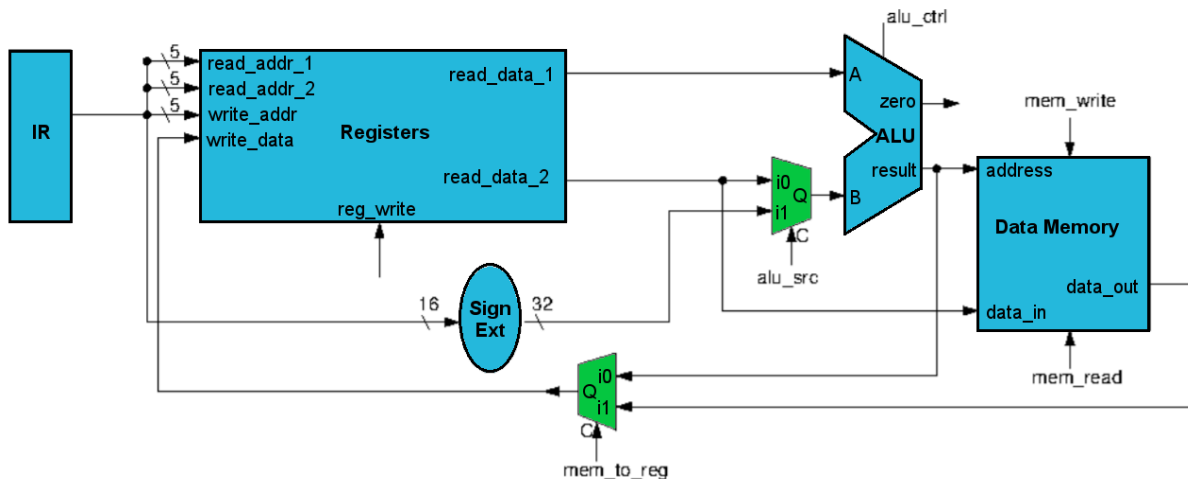 alu_ctrl
5
read_addr_1
5
read_addr_2
5
write_addr
write_data
IR
Registers
read_data_1
read_data_2
reg_write
A
zero
ALU
result
B
i0
i1
Q
C
alu_src
mem_write
address
Data Memory
data_out
data_in
mem_read
16
Sign
Ext
32
i0
Q
i1
C
mem_to_reg